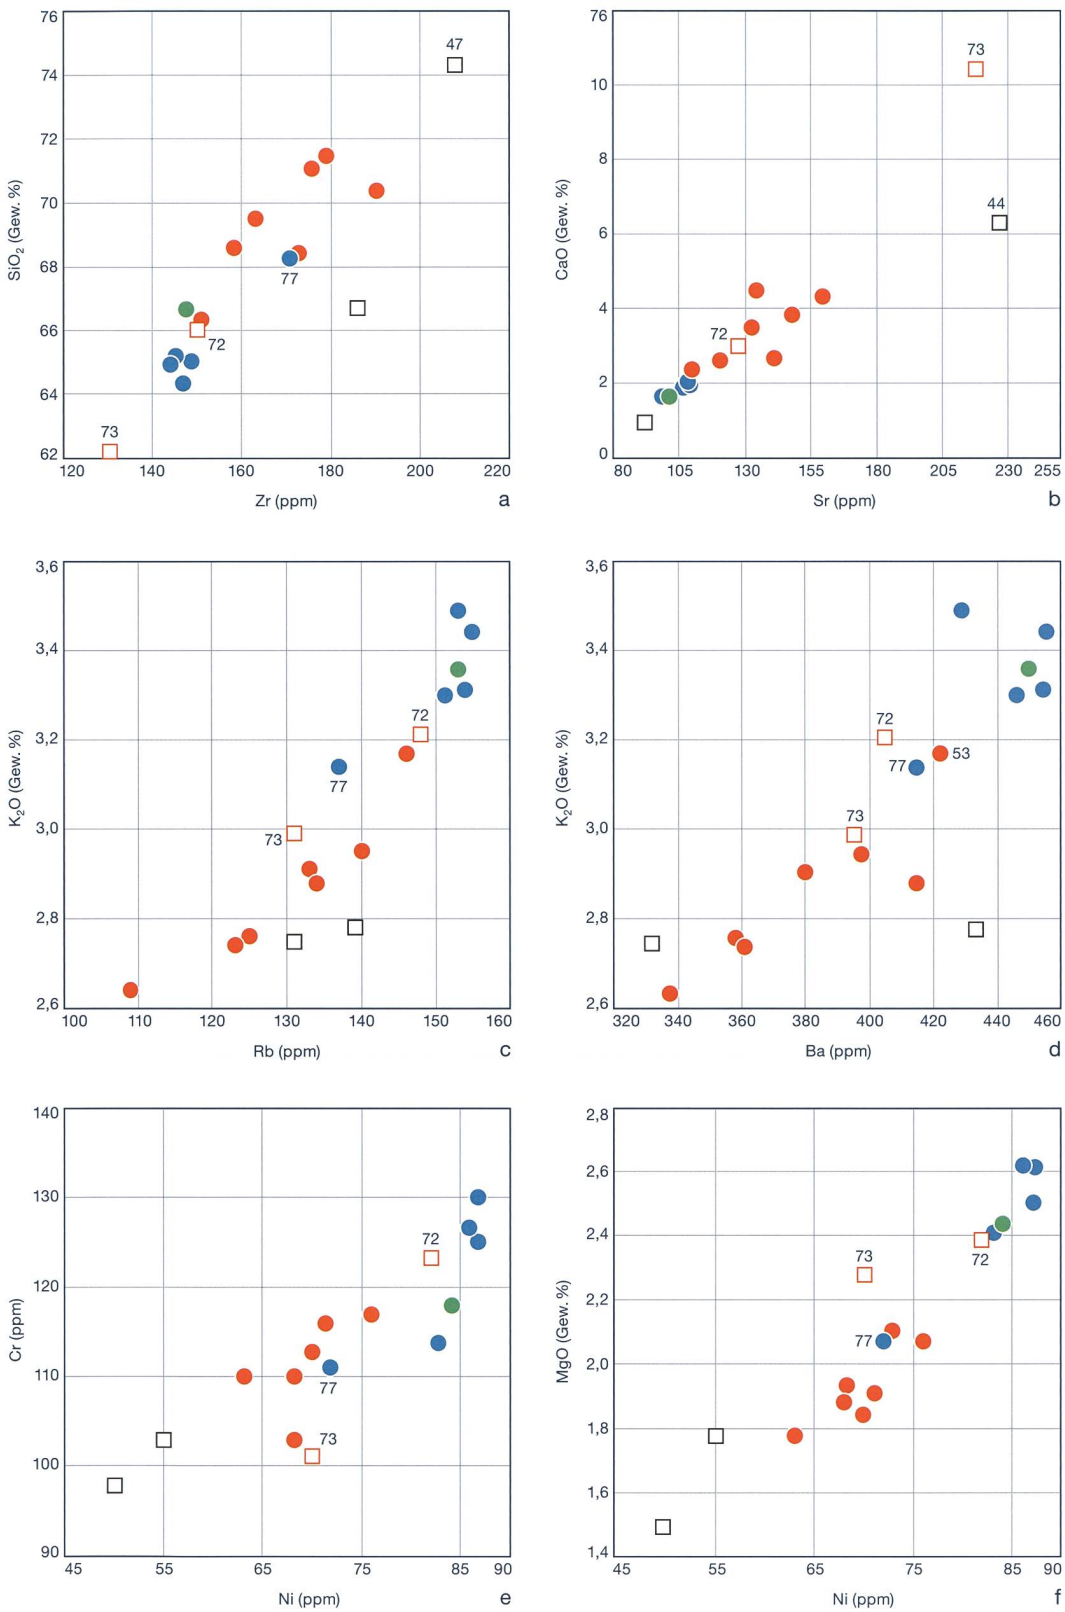 76
74
72
70
68
66
64
62
SiO2 (Gew. %)
47
77
72
73
120 140 160 180 200 220
Zr (ppm)
a
76
10
8
6
4
2
0
CaO (Gew. %)
73
44
72
80 105 130 155 180 205 230 255
Sr (ppm)
b
3,6
3,4
3,2
3,0
2,8
2,6
K2O (Gew. %)
72
77
73
100 110 120 130 140 150 160
Rb (ppm)
c
3,6
3,4
3,2
3,0
2,8
2,6
K2O (Gew. %)
72
53
77
73
320 340 360 380 400 420 440 460
Ba (ppm)
d
140
130
120
110
100
90
Cr (ppm)
72
77
73
45 55 65 75 85 90
Ni (ppm)
e
2,8
2,6
2,4
2,2
2,0
1,8
1,6
1,4
MgO (Gew. %)
73
72
77
45 55 65 75 85 90
Ni (ppm)
f